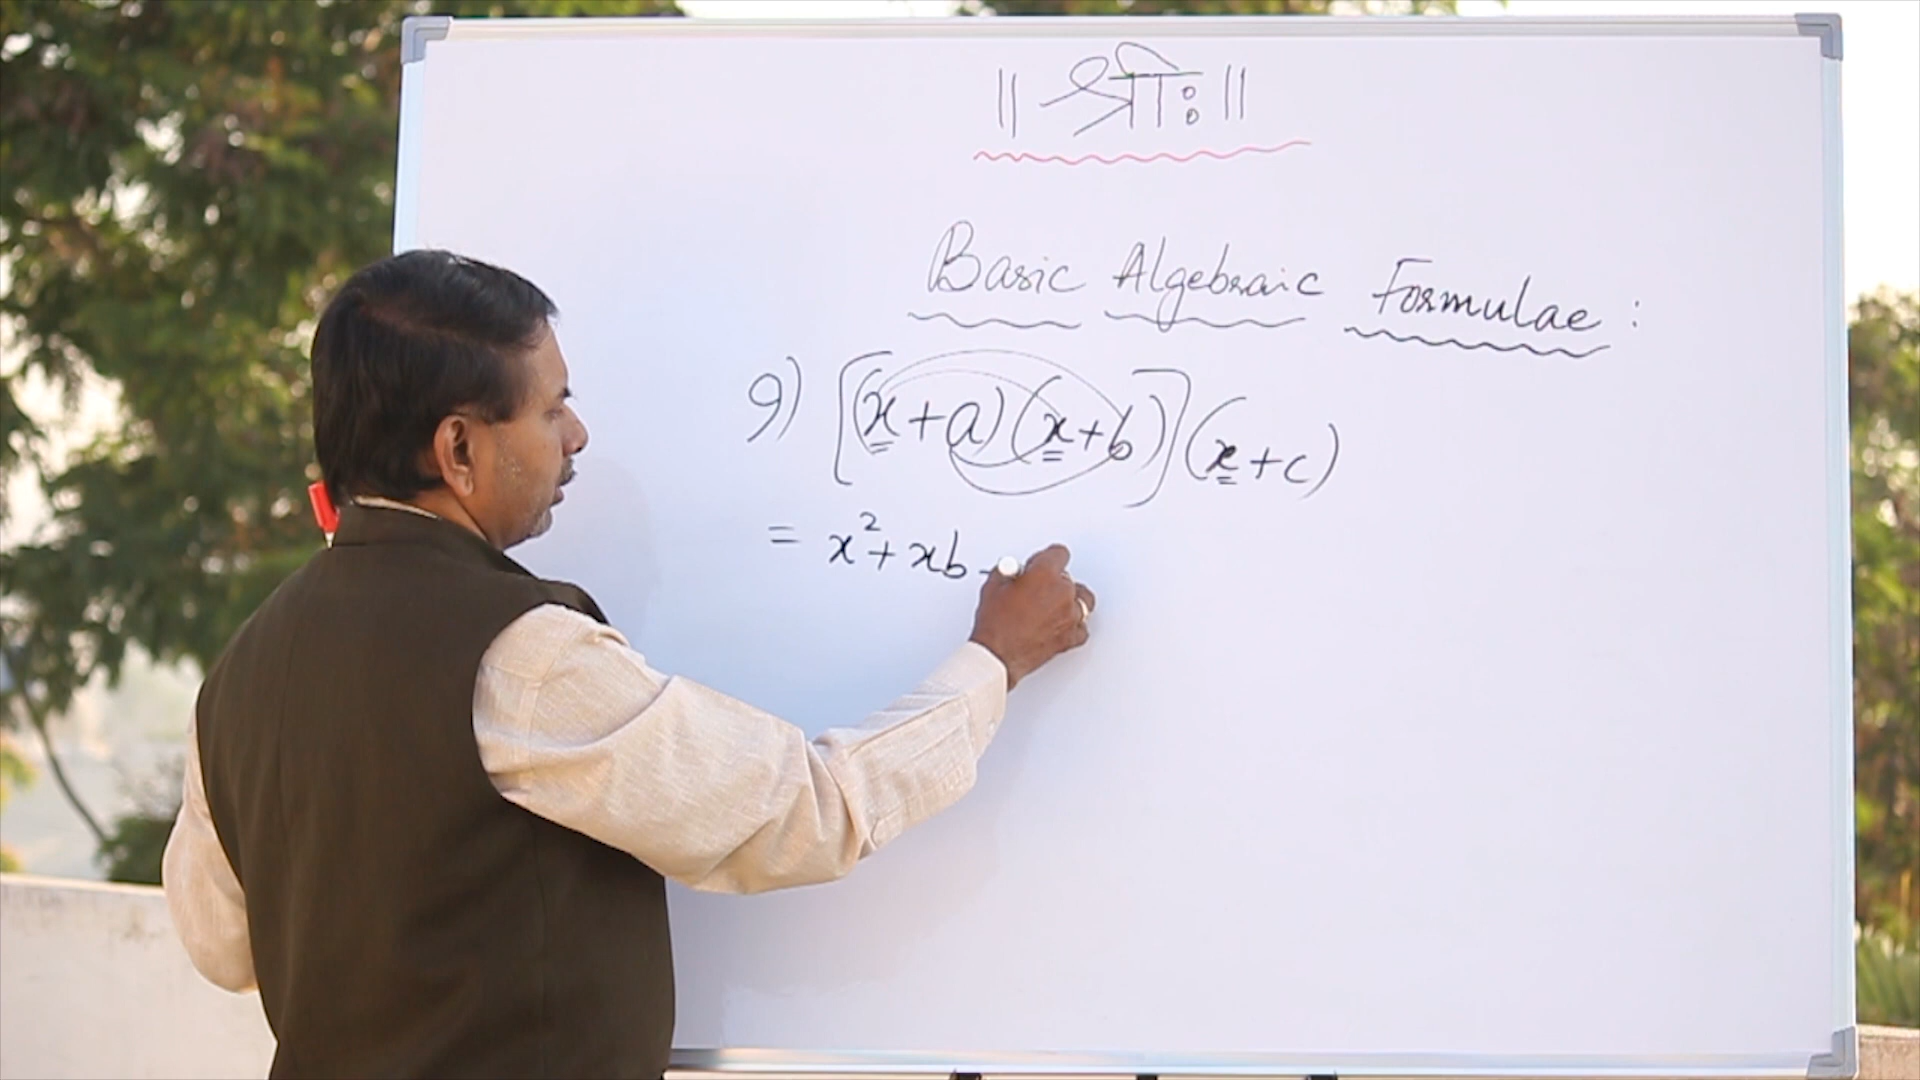 ॥ श्रीः ॥
Basic Algebraic Formulae :
9) [(x+a)(x+b)](x+c)
= x²+ xb